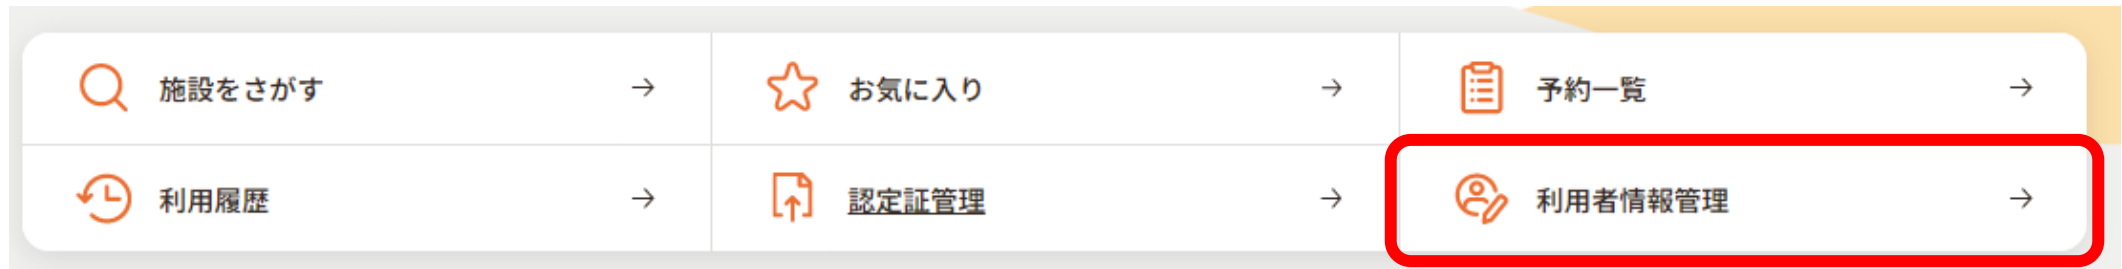 施設をさがす → お気に入り → 予約一覧 →
利用履歴 → 認定証管理 → 利用者情報管理 →